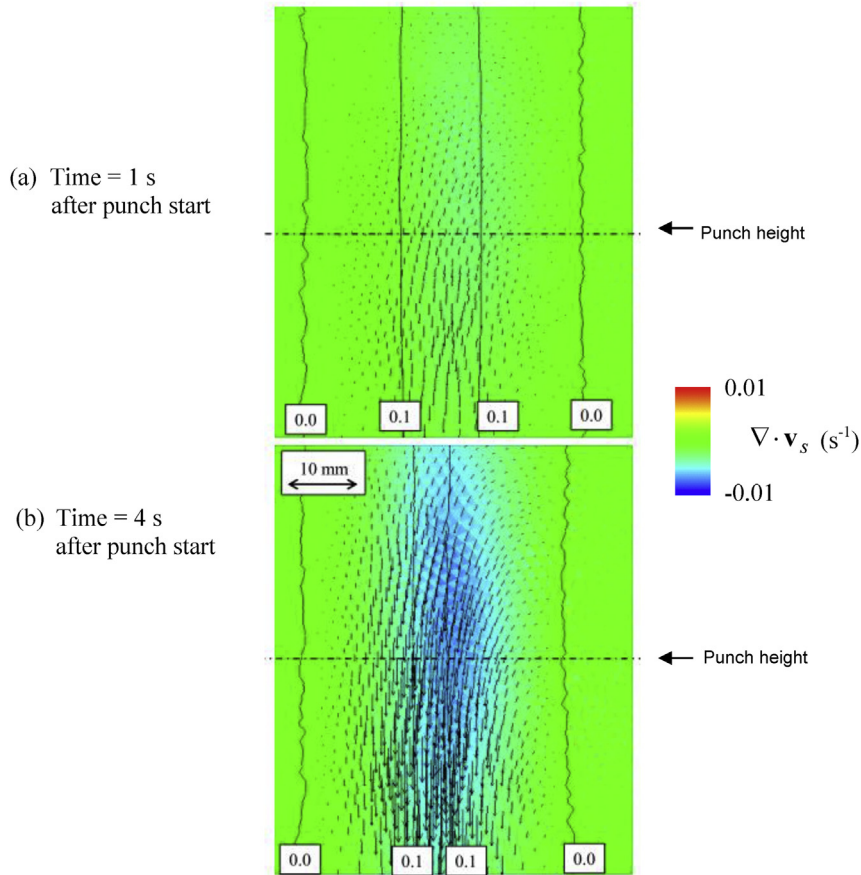 (a) Time = 1 s
after punch start
Punch height
0.0 0.1 0.1 0.0
0.01
∇·𝐯ₛ (s⁻¹)
-0.01
10 mm
(b) Time = 4 s
after punch start
Punch height
0.0 0.1 0.1 0.0